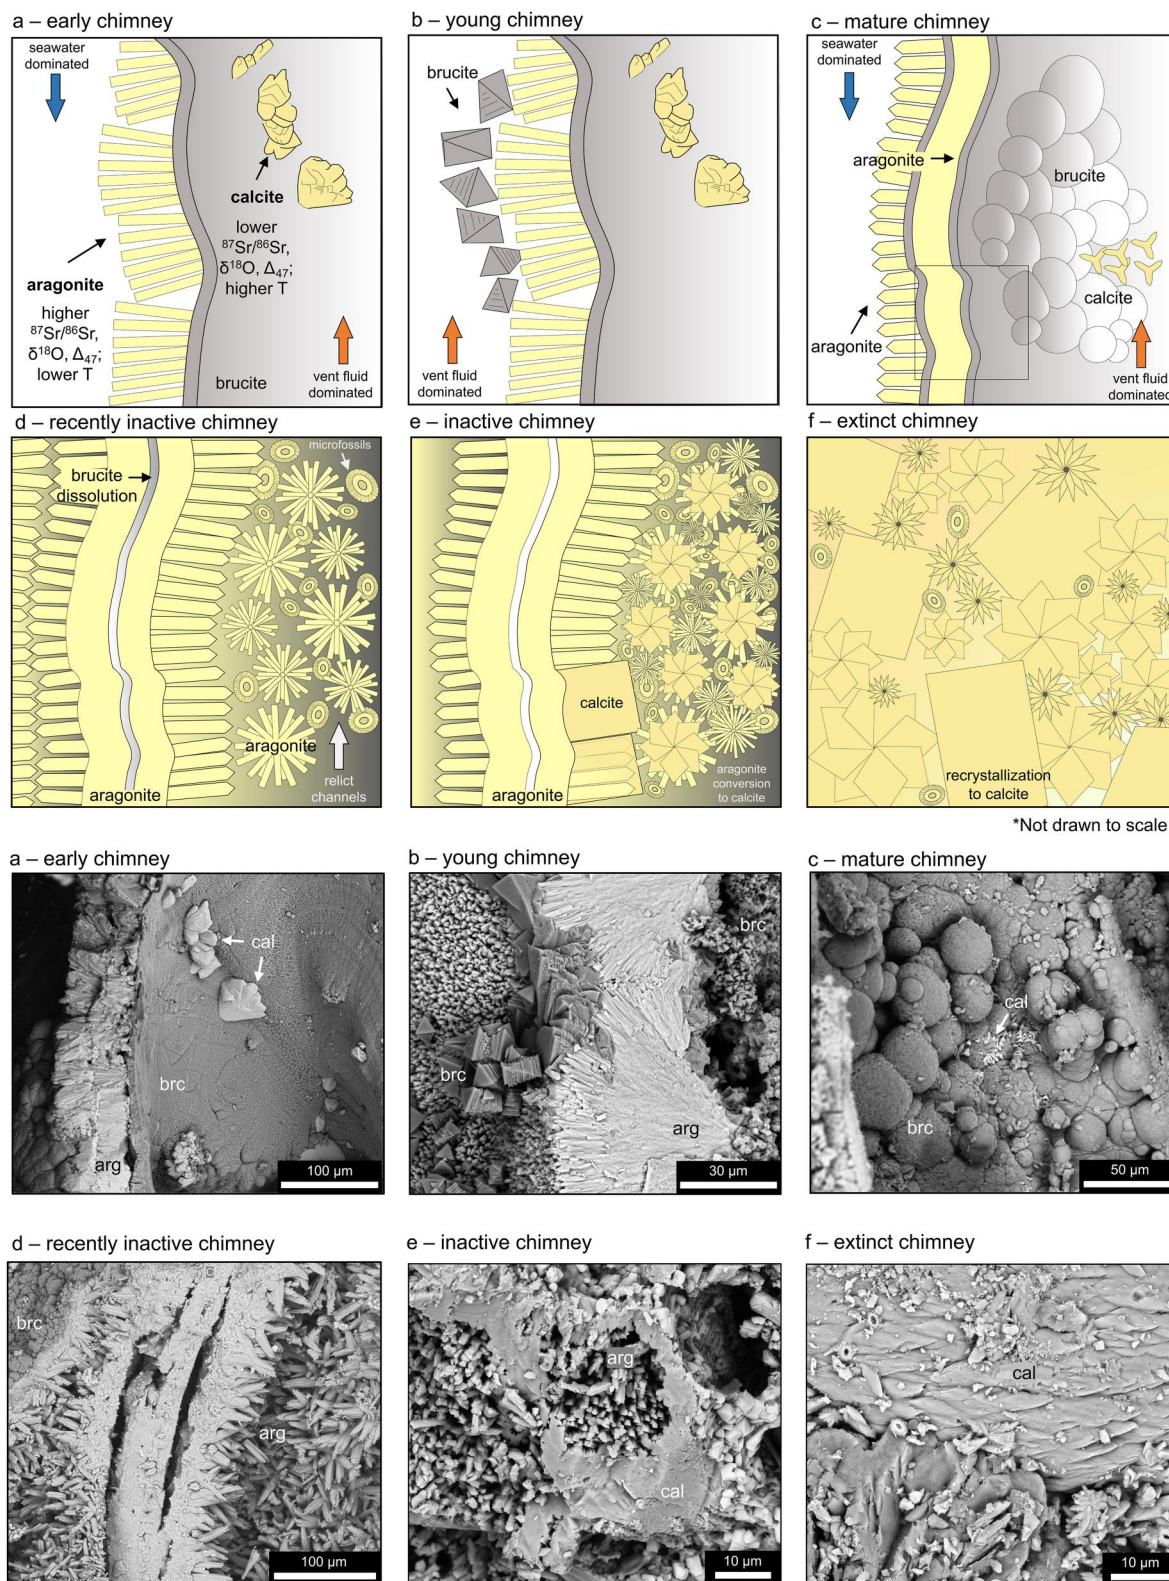 a – early chimney
seawater
dominated
calcite
lower
⁸⁷Sr/⁸⁶Sr,
δ¹⁸O, Δ₄₇;
higher T
aragonite
higher
⁸⁷Sr/⁸⁶Sr,
δ¹⁸O, Δ₄₇;
lower T
brucite
vent fluid
dominated
b – young chimney
brucite
vent fluid
dominated
c – mature chimney
seawater
dominated
aragonite
brucite
calcite
aragonite
vent fluid
dominated
d – recently inactive chimney
microfossils
brucite
dissolution
aragonite
relict
channels
aragonite
e – inactive chimney
calcite
aragonite
conversion
to calcite
aragonite
f – extinct chimney
recrystallization
to calcite
*Not drawn to scale
a – early chimney
cal
brc
arg
100 µm
b – young chimney
brc
brc
arg
30 µm
c – mature chimney
cal
brc
50 µm
d – recently inactive chimney
brc
arg
100 µm
e – inactive chimney
arg
cal
10 µm
f – extinct chimney
cal
10 µm